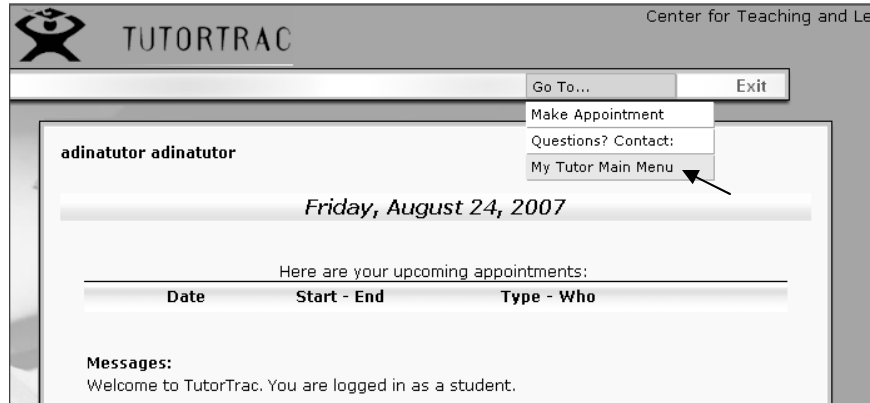 Center for Teaching and Le
TUTORTRAC
Go To...
Exit
Make Appointment
Questions? Contact:
My Tutor Main Menu
adinatutor adinatutor
Friday, August 24, 2007
Here are your upcoming appointments:
Date Start - End Type - Who
Messages:
Welcome to TutorTrac. You are logged in as a student.